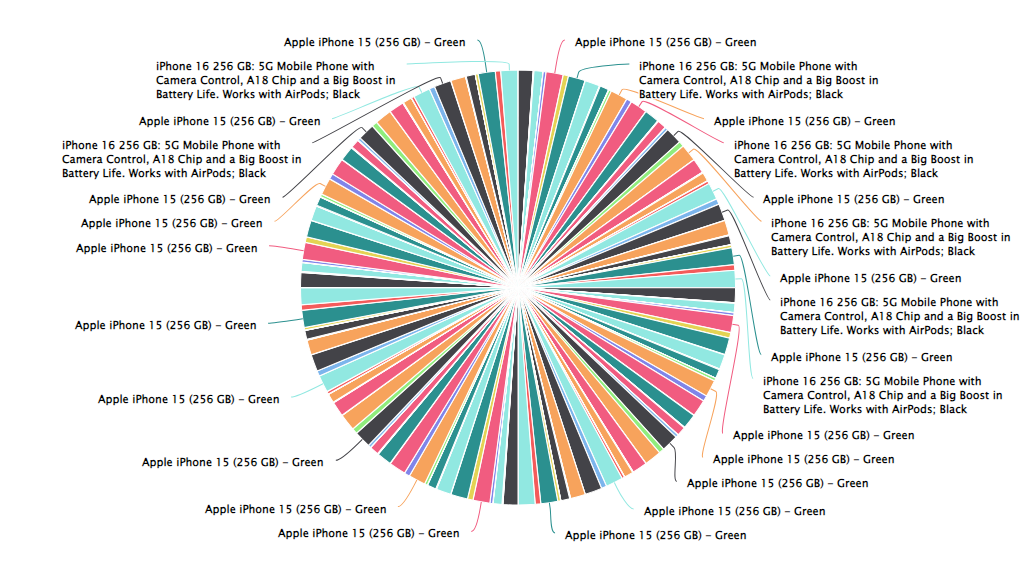 Apple iPhone 15 (256 GB) – Green
Apple iPhone 15 (256 GB) – Green
iPhone 16 256 GB: 5G Mobile Phone with
Camera Control, A18 Chip and a Big Boost in
Battery Life. Works with AirPods; Black
iPhone 16 256 GB: 5G Mobile Phone with
Camera Control, A18 Chip and a Big Boost in
Battery Life. Works with AirPods; Black
Apple iPhone 15 (256 GB) – Green
Apple iPhone 15 (256 GB) – Green
iPhone 16 256 GB: 5G Mobile Phone with
Camera Control, A18 Chip and a Big Boost in
Battery Life. Works with AirPods; Black
iPhone 16 256 GB: 5G Mobile Phone with
Camera Control, A18 Chip and a Big Boost in
Battery Life. Works with AirPods; Black
Apple iPhone 15 (256 GB) – Green
Apple iPhone 15 (256 GB) – Green
Apple iPhone 15 (256 GB) – Green
iPhone 16 256 GB: 5G Mobile Phone with
Camera Control, A18 Chip and a Big Boost in
Battery Life. Works with AirPods; Black
Apple iPhone 15 (256 GB) – Green
Apple iPhone 15 (256 GB) – Green
iPhone 16 256 GB: 5G Mobile Phone with
Camera Control, A18 Chip and a Big Boost in
Battery Life. Works with AirPods; Black
Apple iPhone 15 (256 GB) – Green
Apple iPhone 15 (256 GB) – Green
iPhone 16 256 GB: 5G Mobile Phone with
Camera Control, A18 Chip and a Big Boost in
Battery Life. Works with AirPods; Black
Apple iPhone 15 (256 GB) – Green
Apple iPhone 15 (256 GB) – Green
Apple iPhone 15 (256 GB) – Green
Apple iPhone 15 (256 GB) – Green
Apple iPhone 15 (256 GB) – Green
Apple iPhone 15 (256 GB) – Green
Apple iPhone 15 (256 GB) – Green
Apple iPhone 15 (256 GB) – Green
Apple iPhone 15 (256 GB) – Green
Apple iPhone 15 (256 GB) – Green